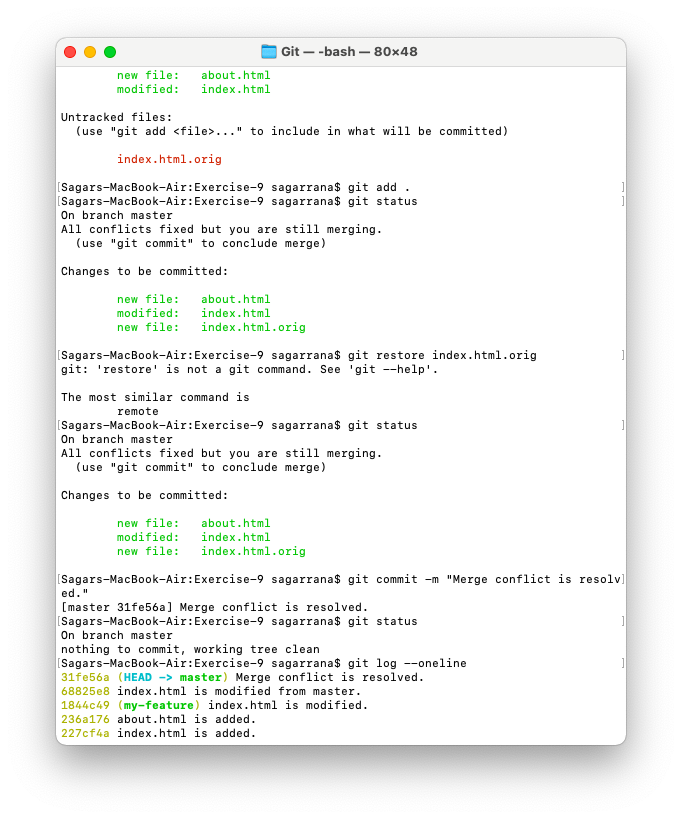 Git — -bash — 80×48
new file:   about.html
modified:   index.html
Untracked files:
(use "git add <file>..." to include in what will be committed)
index.html.orig
[Sagars-MacBook-Air:Exercise-9 sagarrana$ git add . ]
[Sagars-MacBook-Air:Exercise-9 sagarrana$ git status ]
On branch master
All conflicts fixed but you are still merging.
(use "git commit" to conclude merge)
Changes to be committed:
new file:   about.html
modified:   index.html
new file:   index.html.orig
[Sagars-MacBook-Air:Exercise-9 sagarrana$ git restore index.html.orig ]
git: 'restore' is not a git command. See 'git --help'.
The most similar command is
remote
[Sagars-MacBook-Air:Exercise-9 sagarrana$ git status ]
On branch master
All conflicts fixed but you are still merging.
(use "git commit" to conclude merge)
Changes to be committed:
new file:   about.html
modified:   index.html
new file:   index.html.orig
[Sagars-MacBook-Air:Exercise-9 sagarrana$ git commit -m "Merge conflict is resolv]
ed."
[master 31fe56a] Merge conflict is resolved.
[Sagars-MacBook-Air:Exercise-9 sagarrana$ git status ]
On branch master
nothing to commit, working tree clean
[Sagars-MacBook-Air:Exercise-9 sagarrana$ git log --oneline ]
31fe56a (HEAD -> master) Merge conflict is resolved.
68825e8 index.html is modified from master.
1844c49 (my-feature) index.html is modified.
236a176 about.html is added.
227cf4a index.html is added.